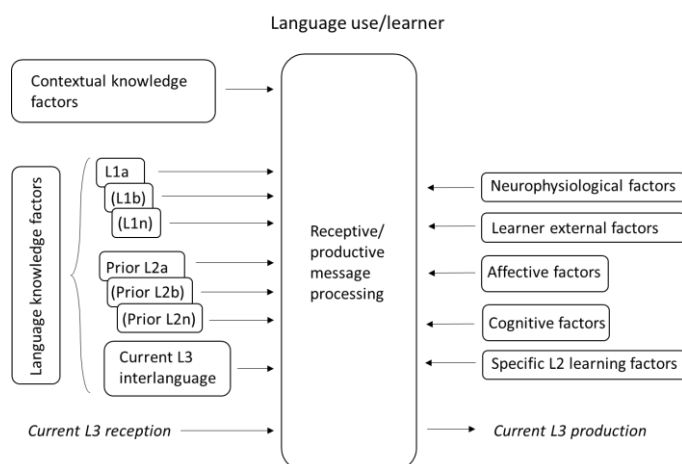 Language use/learner
Contextual knowledge
factors
Language knowledge factors
L1a
(L1b)
(L1n)
Prior L2a
(Prior L2b)
(Prior L2n)
Current L3
interlanguage
Current L3 reception
Receptive/
productive
message
processing
Neurophysiological factors
Learner external factors
Affective factors
Cognitive factors
Specific L2 learning factors
Current L3 production